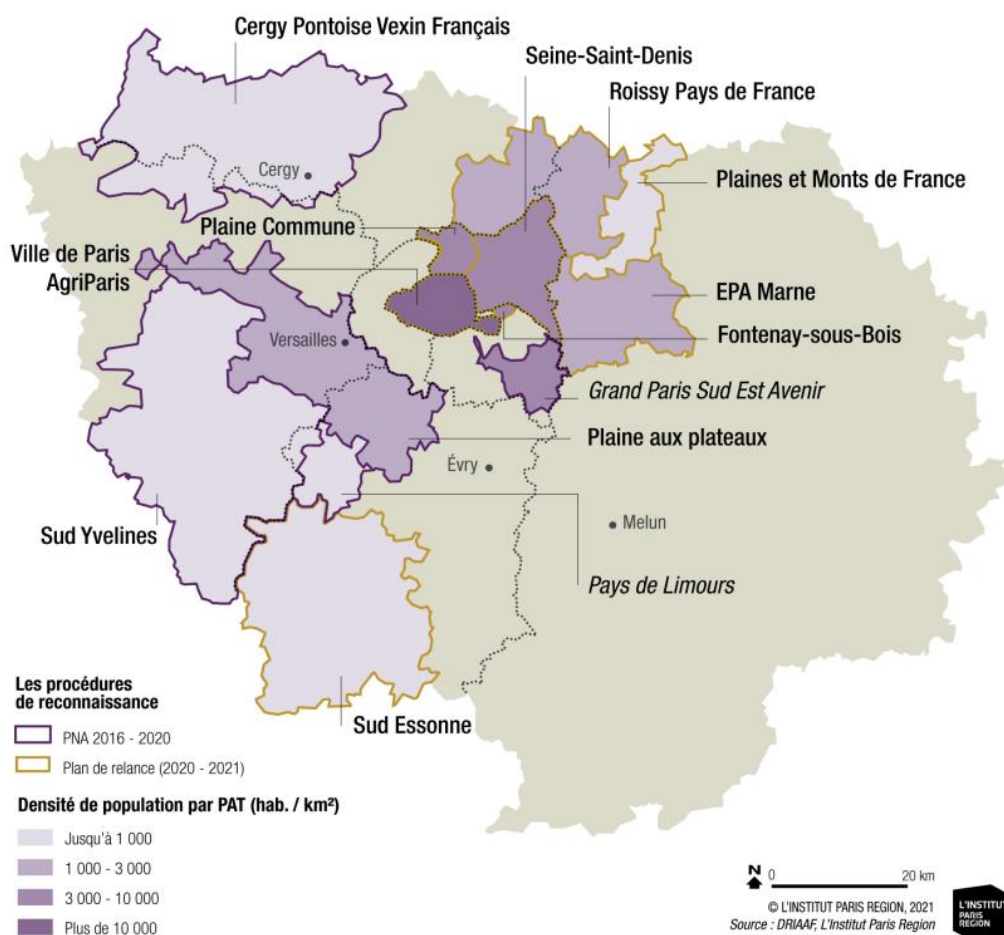 Cergy Pontoise Vexin Français
Seine-Saint-Denis
Roissy Pays de France
Cergy
Plaines et Monts de France
Plaine Commune
Ville de Paris
AgriParis
EPA Marne
Versailles
Fontenay-sous-Bois
Grand Paris Sud Est Avenir
Plaine aux plateaux
Évry
Melun
Sud Yvelines
Pays de Limours
Sud Essonne
Les procédures
de reconnaissance
PNA 2016 - 2020
Plan de relance (2020 - 2021)
Densité de population par PAT (hab. / km²)
Jusqu'à 1 000
1 000 - 3 000
3 000 - 10 000
Plus de 10 000
N 0 20 km
© L'INSTITUT PARIS REGION, 2021
Source : DRIAAF, L'Institut Paris Region
L'INSTITUT
PARIS
REGION